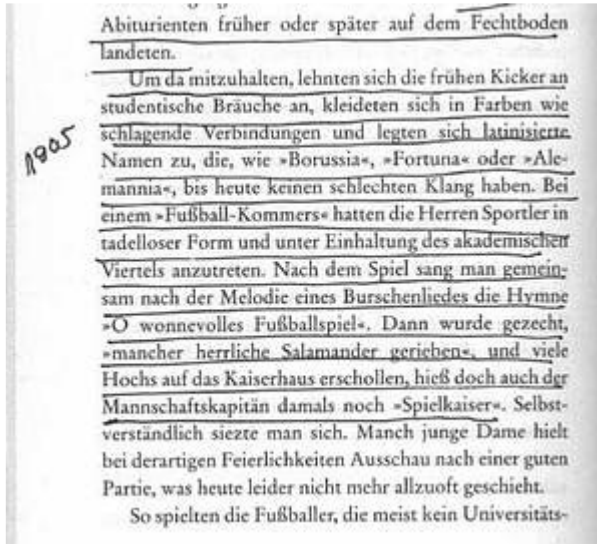 Abiturienten früher oder später auf dem Fechtboden
landeten.
Um da mitzuhalten, lehnten sich die frühen Kicker an
studentische Bräuche an, kleideten sich in Farben wie
schlagende Verbindungen und legten sich latinisierte
1905
Namen zu, die, wie »Borussia«, »Fortuna« oder »Ale-
mannia«, bis heute keinen schlechten Klang haben. Bei
einem »Fußball-Kommers« hatten die Herren Sportler in
tadelloser Form und unter Einhaltung des akademischen
Viertels anzutreten. Nach dem Spiel sang man gemein-
sam nach der Melodie eines Burschenliedes die Hymne
»O wonnevolles Fußballspiel«. Dann wurde gezecht,
»mancher herrliche Salamander gerieben«, und viele
Hochs auf das Kaiserhaus erschollen, hieß doch auch der
Mannschaftskapitän damals noch »Spielkaiser«. Selbst-
verständlich siezte man sich. Manch junge Dame hielt
bei derartigen Feierlichkeiten Ausschau nach einer guten
Partie, was heute leider nicht mehr allzuoft geschieht.
So spielten die Fußballer, die meist kein Universitäts-